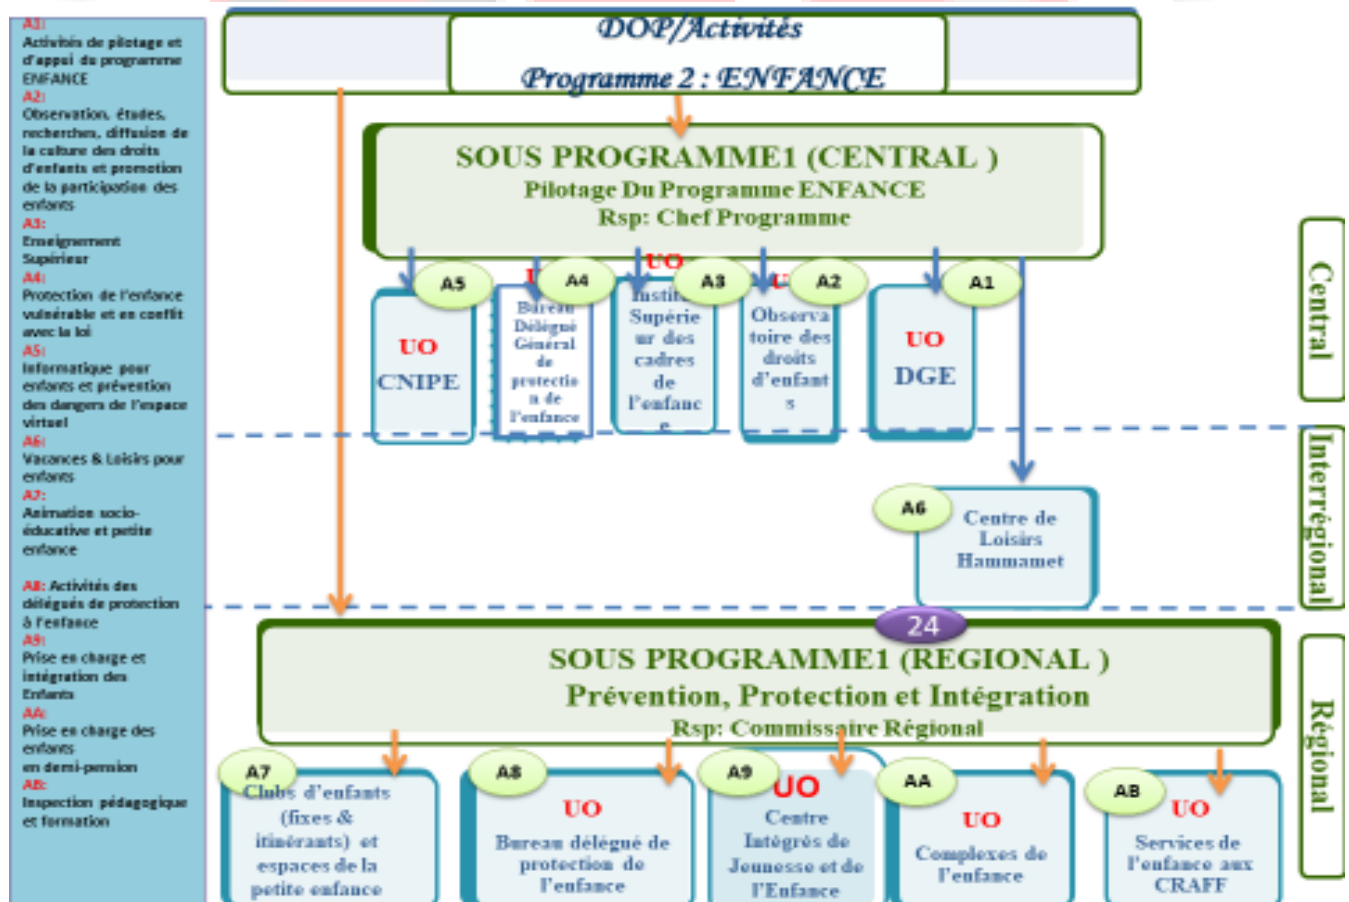 A1:
Activités de pilotage et
d'appui du programme
ENFANCE
A2:
Observation, études,
recherches, diffusion de
la culture des droits
d'enfants et promotion
de la participation des
enfants
A3:
Enseignement
Supérieur
A4:
Protection de l'enfance
vulnérable et en conflit
avec la loi
A5:
Informatique pour
enfants et prévention
des dangers de l'espace
virtuel
A6:
Vacances & Loisirs pour
enfants
A7:
Animation socio-
éducative et petite
enfance
A8: Activités des
délégués de protection
à l'enfance
A9:
Prise en charge et
intégration des
Enfants
AA:
Prise en charge des
enfants
en demi-pension
AB:
Inspection pédagogique
et formation
DOP/Activités
Programme 2 : ENFANCE
SOUS PROGRAMME1 (CENTRAL )
Pilotage Du Programme ENFANCE
Rsp: Chef Programme
A5
UO
CNIPE
A4
U
Bureau
Délégué
Général
de
protectio
n de
l'enfance
A3
UO
Instit
Supérie
ur des
cadres
de
l'enfanc
e
A2
U
Observa
toire des
droits
d'enfant
s
A1
UO
DGE
Central
A6
Centre de
Loisirs
Hammamet
Interrégional
24
SOUS PROGRAMME1 (REGIONAL )
Prévention, Protection et Intégration
Rsp: Commissaire Régional
Régional
A7
Clubs d'enfants
(fixes &
itinérants) et
espaces de la
petite enfance
A8
UO
Bureau délégué de
protection de
l'enfance
A9
UO
Centre
Intégrés de
Jeunesse et de
l'Enfance
AA
UO
Complexes de
l'enfance
AB
UO
Services de
l'enfance aux
CRAFF